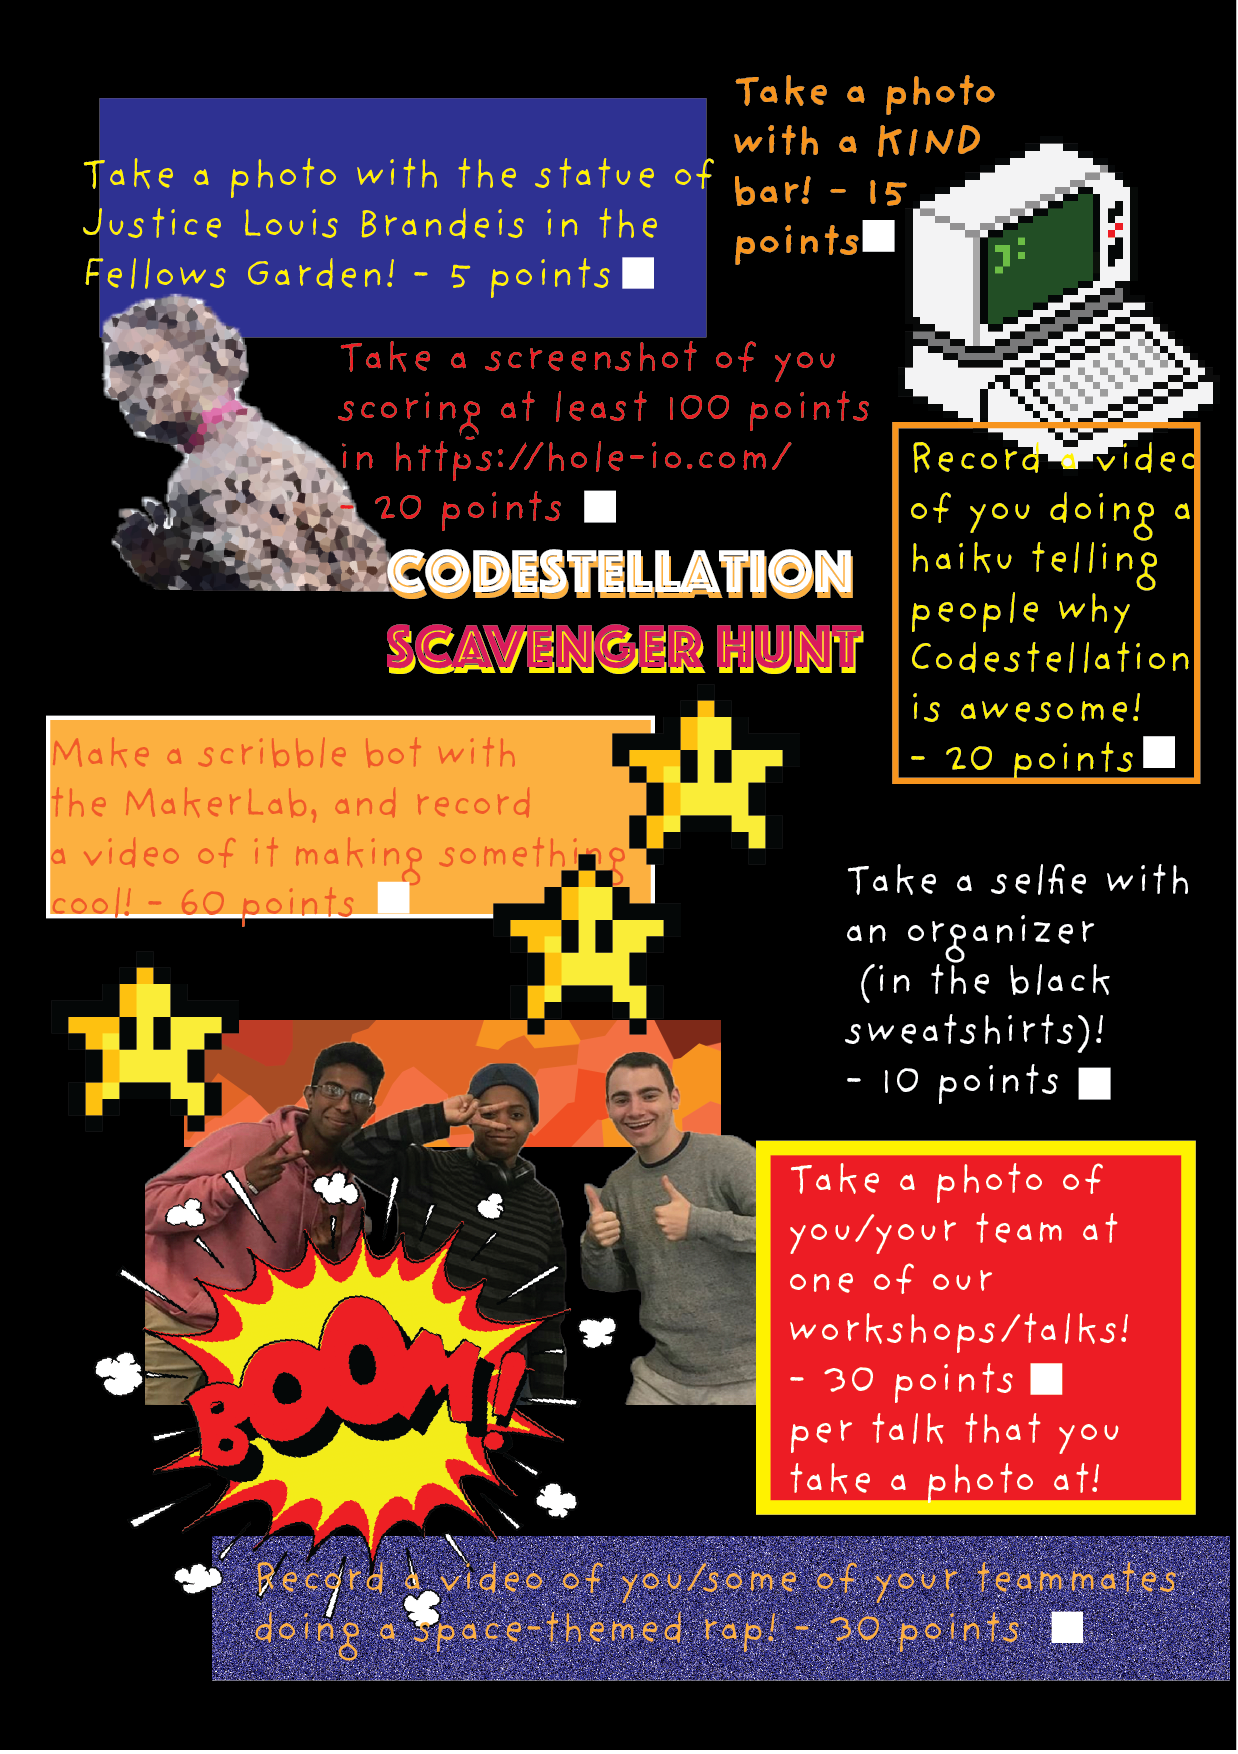 Take a photo with the statue of
Justice Louis Brandeis in the
Fellows Garden! - 5 points
Take a photo
with a KIND
bar! - 15
points
Take a screenshot of you
scoring at least 100 points
in https://hole-io.com/
- 20 points
CODESTELLATION
SCAVENGER HUNT
Record a video
of you doing a
haiku telling
people why
Codestellation
is awesome!
- 20 points
Make a scribble bot with
the MakerLab, and record
a video of it making something
cool! - 60 points
Take a selfie with
an organizer
(in the black
sweatshirts)!
- 10 points
BOOM!
Take a photo of
you/your team at
one of our
workshops/talks!
- 30 points
per talk that you
take a photo at!
Record a video of you/some of your teammates
doing a space-themed rap! - 30 points